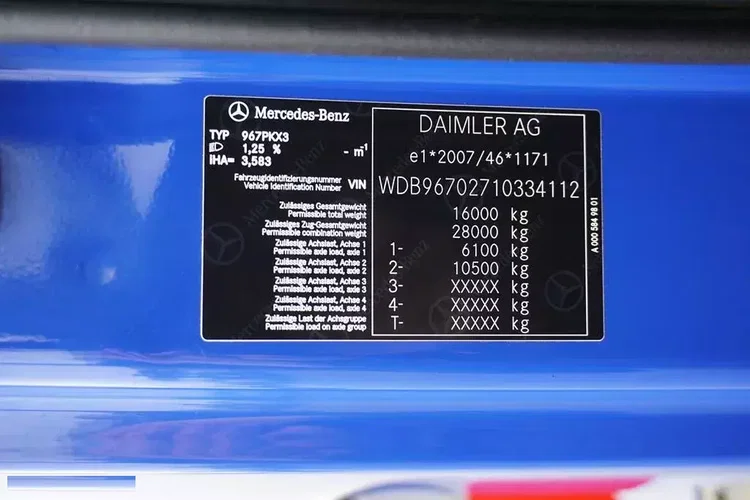 Mercedes-Benz
TYP 967PKX3
1,25 % - m⁻¹
IHA= 3,583
Fahrzeugidentifizierungsnummer
Vehicle Identification Number VIN
DAIMLER AG
e1*2007/46*1171
WDB96702710334112
Zulässiges Gesamtgewicht
Permissible total weight 16000 kg
Zulässiges Zug-Gesamtgewicht
Permissible combination weight 28000 kg
Zulässige Achslast, Achse 1
Permissible axle load, axle 1 1- 6100 kg
Zulässige Achslast, Achse 2
Permissible axle load, axle 2 2- 10500 kg
Zulässige Achslast, Achse 3
Permissible axle load, axle 3 3- XXXXX kg
Zulässige Achslast, Achse 4
Permissible axle load, axle 4 4- XXXXX kg
Zulässige Last der Achsgruppe
Permissible load on axle group T- XXXXX kg
A 000 584 98 01